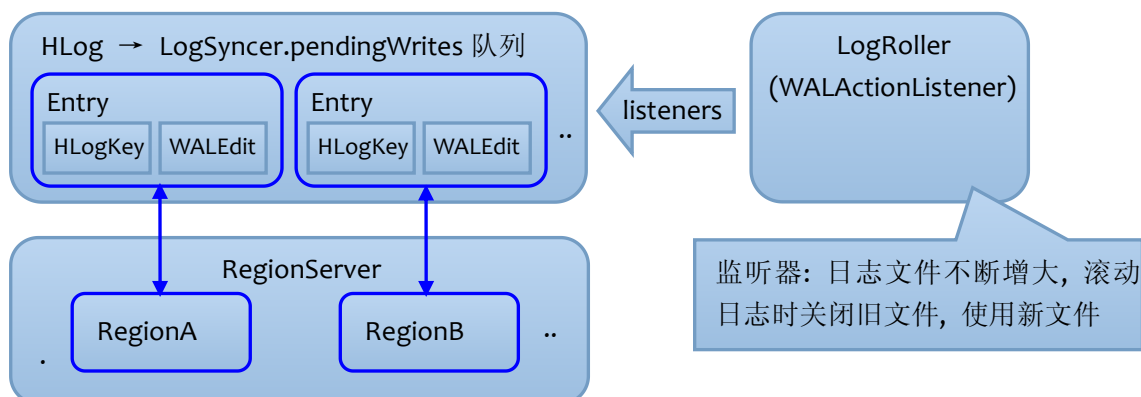 HLog → LogSyncer.pendingWrites 队列
Entry
HLogKey
WALEdit
Entry
HLogKey
WALEdit
..
listeners
LogRoller
(WALActionListener)
RegionServer
RegionA
RegionB
..
.
监听器: 日志文件不断增大, 滚动
日志时关闭旧文件, 使用新文件